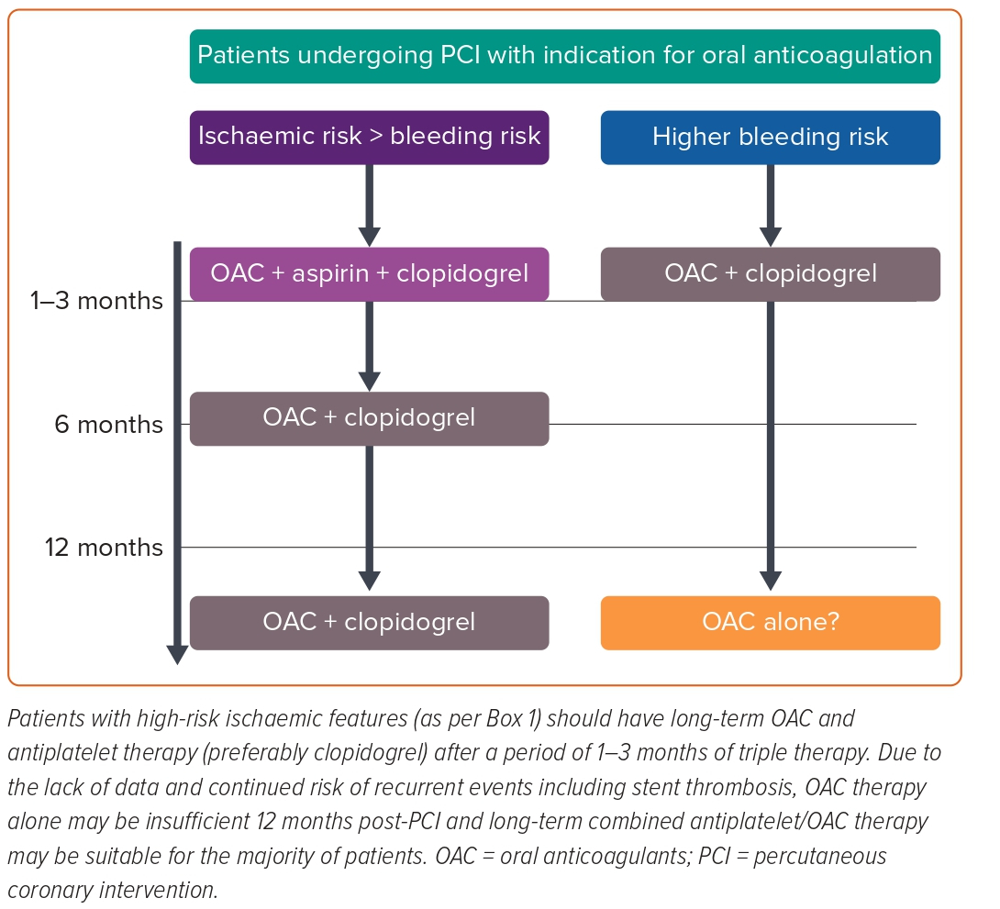 Patients undergoing PCI with indication for oral anticoagulation
Ischaemic risk > bleeding risk
Higher bleeding risk
OAC + aspirin + clopidogrel
OAC + clopidogrel
1–3 months
OAC + clopidogrel
6 months
12 months
OAC + clopidogrel
OAC alone?
Patients with high-risk ischaemic features (as per Box 1) should have long-term OAC and
antiplatelet therapy (preferably clopidogrel) after a period of 1–3 months of triple therapy. Due to
the lack of data and continued risk of recurrent events including stent thrombosis, OAC therapy
alone may be insufficient 12 months post-PCI and long-term combined antiplatelet/OAC therapy
may be suitable for the majority of patients. OAC = oral anticoagulants; PCI = percutaneous
coronary intervention.